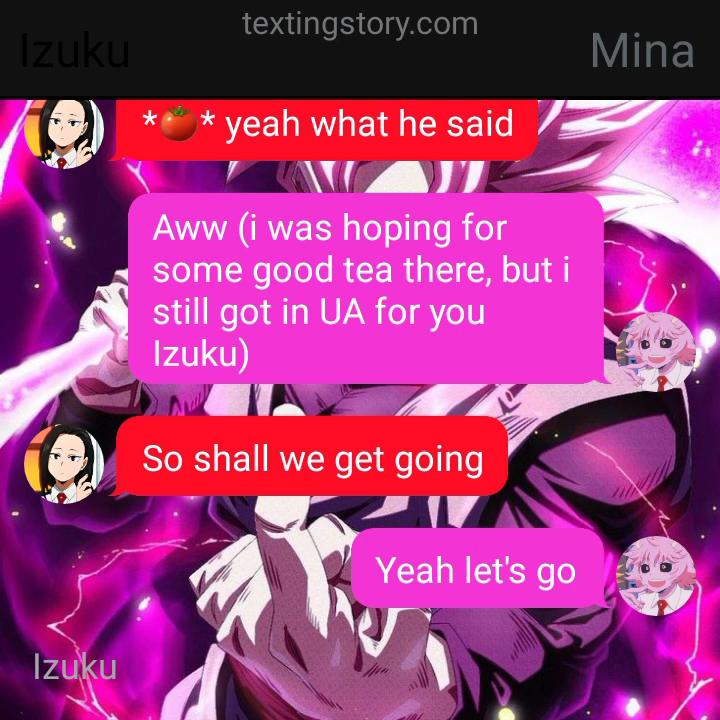 textingstory.com
Izuku
Mina
*🍅* yeah what he said
Aww (i was hoping for
some good tea there, but i
still got in UA for you
Izuku)
So shall we get going
Yeah let's go
Izuku